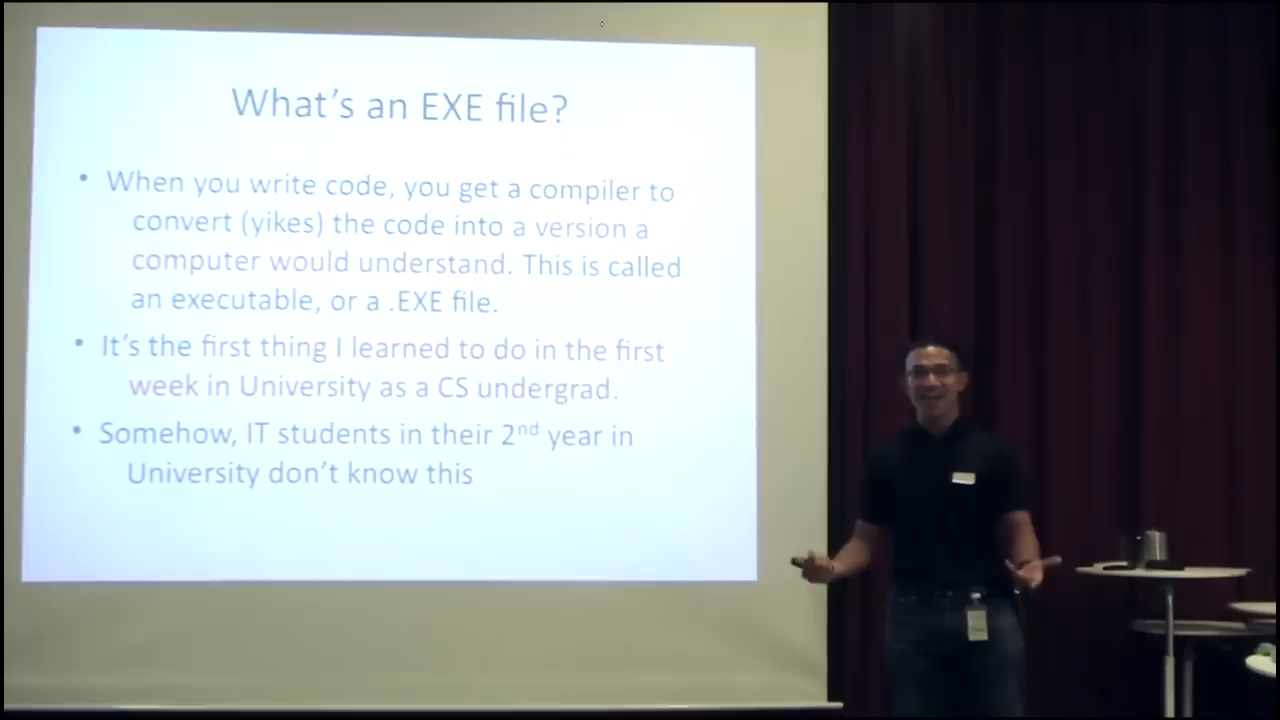 What's an EXE file?
• When you write code, you get a compiler to
convert (yikes) the code into a version a
computer would understand. This is called
an executable, or a .EXE file.
• It's the first thing I learned to do in the first
week in University as a CS undergrad.
• Somehow, IT students in their 2nd year in
University don't know this